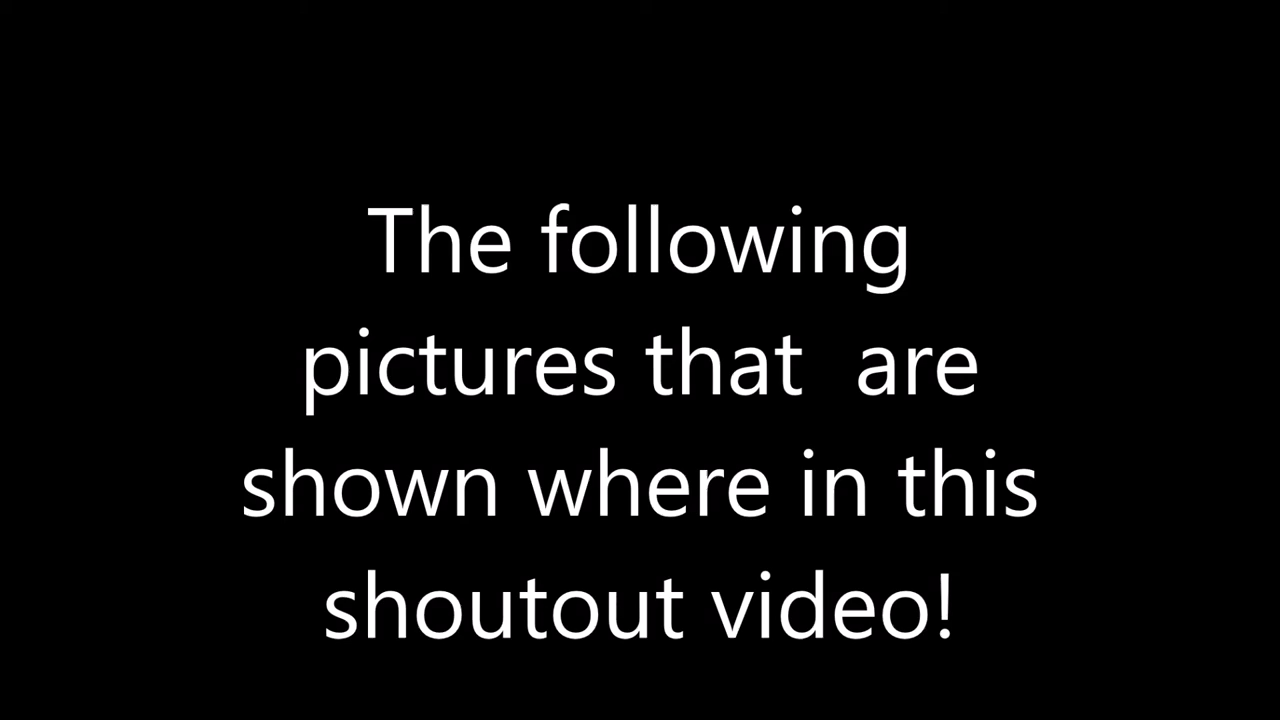 The following
pictures that  are
shown where in this
shoutout video!